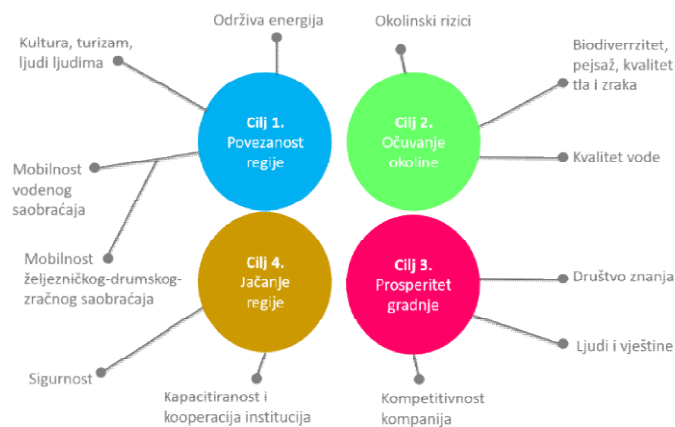 Održiva energija
Okolinski rizici
Kultura, turizam,
ljudi ljudima
Biodiverrzitet,
pejsaž, kvalitet
tla i zraka
Cilj 1.
Povezanost
regije
Cilj 2.
Očuvanje
okoline
Kvalitet vode
Mobilnost
vodenog
saobraćaja
Mobilnost
željezničkog-drumskog-
zračnog saobraćaja
Cilj 4.
Jačanje
regije
Cilj 3.
Prosperitet
gradnje
Društvo znanja
Ljudi i vještine
Sigurnost
Kapacitiranost i
kooperacija institucija
Kompetitivnost
kompanija